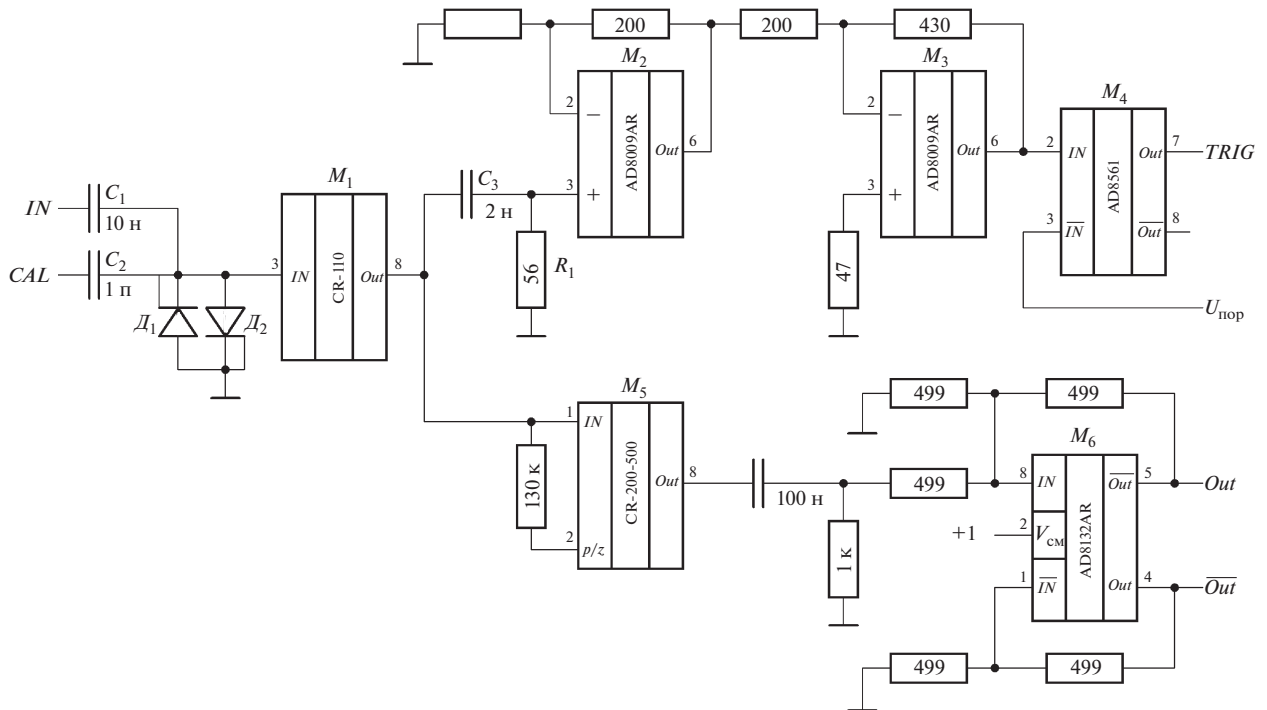 200
200
430
M2
M3
M4
2
−
AD8009AR
Out
6
3
+
2
−
AD8009AR
Out
6
3
+
2
IN
AD8561
Out
7
TRIG
3
IN
Out
8
Uпор
M1
C3
2 н
56
R1
47
IN
C1
10 н
CAL
C2
1 п
3
IN
CR-110
Out
8
Д1
Д2
M5
1
IN
CR-200-500
Out
8
130 к
2
p/z
100 н
1 к
499
499
499
M6
8
IN
AD8132AR
Out
5
Out
+1
2
Vсм
1
IN
Out
4
Out
499
499